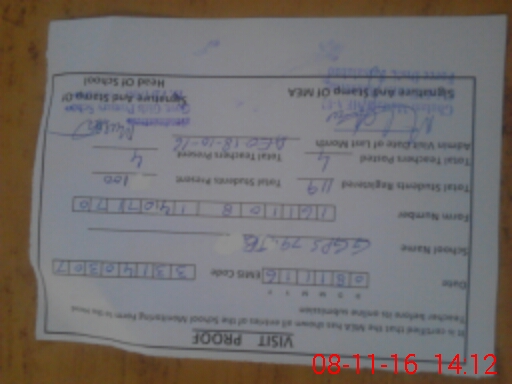 VISIT PROOF
It is certified that the MEA has shown all entries of the School Monitoring Form to the Head
Teacher before its online submission
Date 081116 EMIS Code 33140307
School Name GGPS 79. TB
Form Number
Total Students Registered 119 Total Students Present 100
Total Teachers Posted 4 Total Teachers Present 4
Admin Visit Date of Last Month AEO 18-10-16
Signature And Stamp Of MEA Signature And Stamp Of
Head Of School
08-11-16 14.12